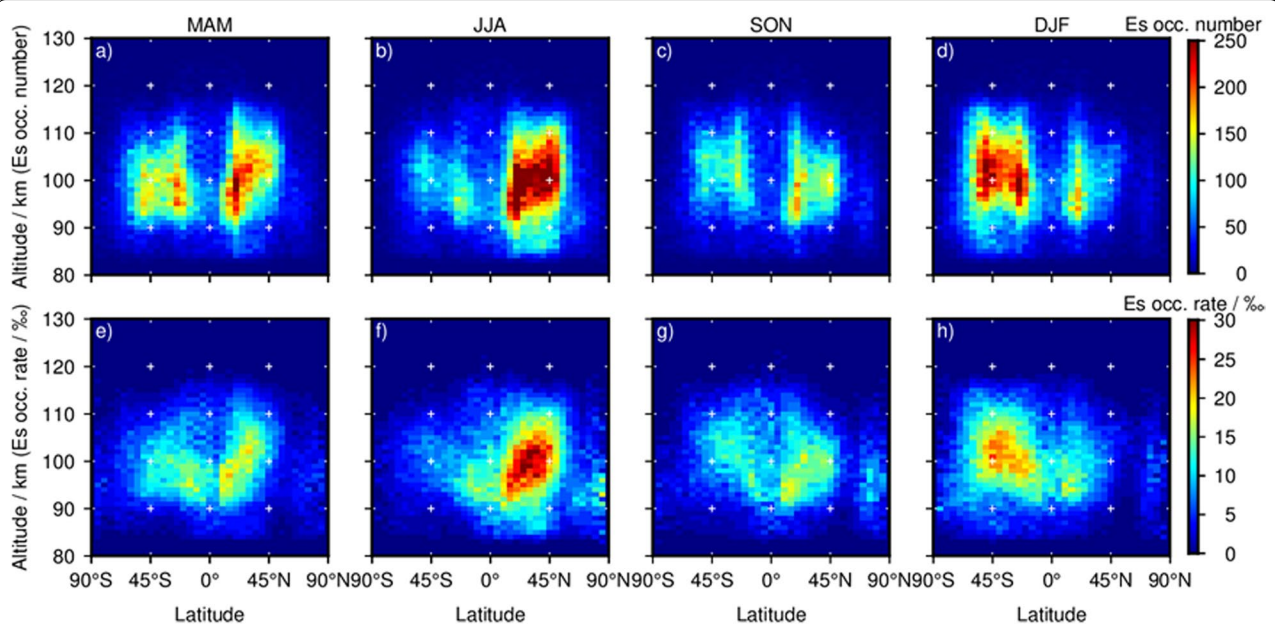 MAM JJA SON DJF Es occ. number
Altitude / km (Es occ. number)
130 a) b) c) d) 250
120 200
110 150
100 100
90 50
80 0
Es occ. rate / ‰
Altitude / km (Es occ. rate / ‰)
130 e) f) g) h) 30
120 25
110 20
100 15
90 10
5
80 0
90°S 45°S 0° 45°N 90°N 90°S 45°S 0° 45°N 90°N 90°S 45°S 0° 45°N 90°N 90°S 45°S 0° 45°N 90°N
Latitude Latitude Latitude Latitude